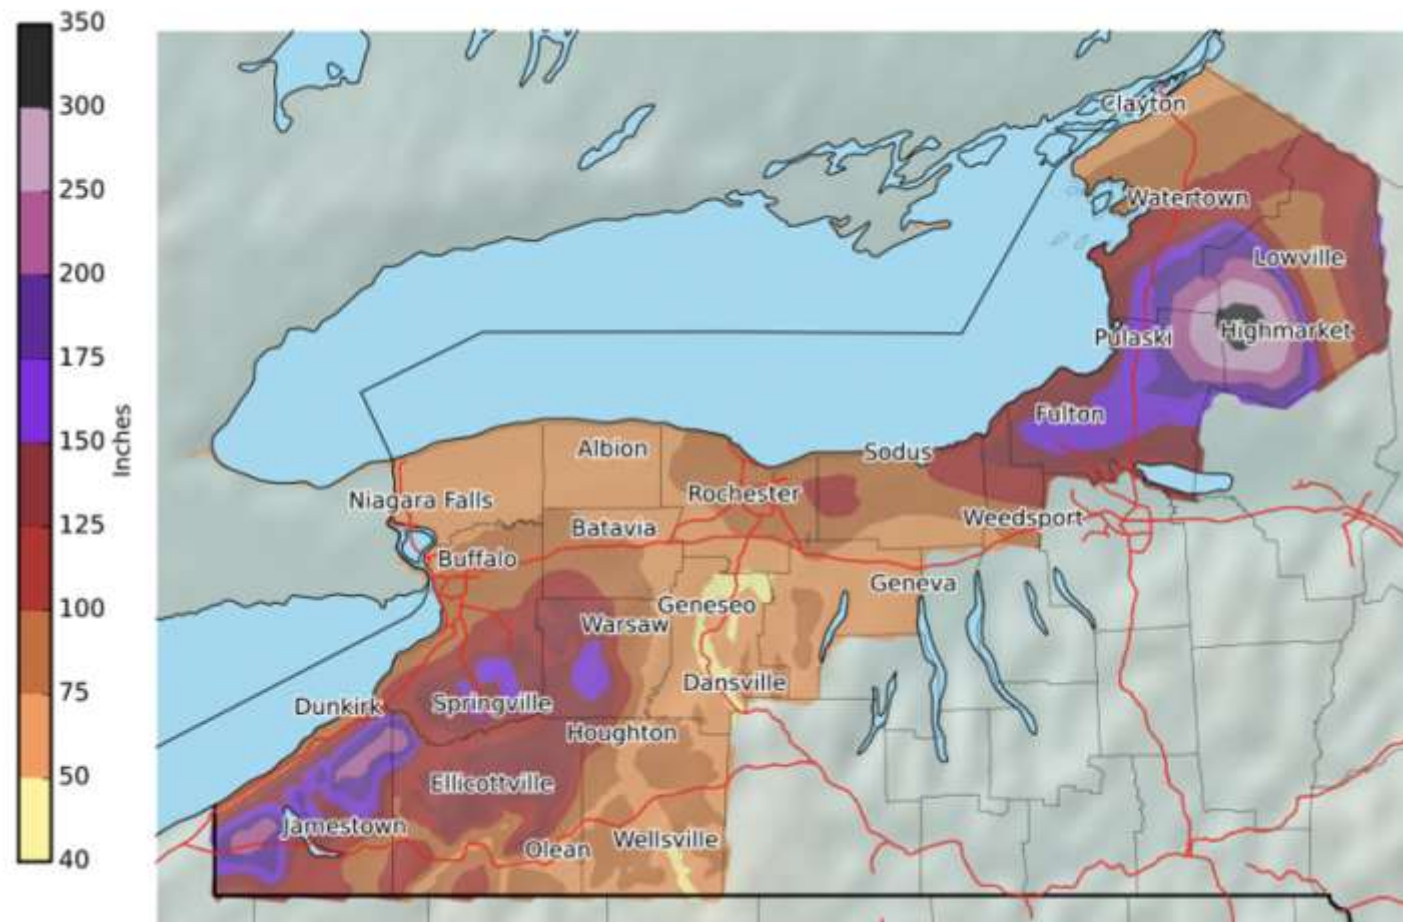 350
300
250
200
175
150
125
100
75
50
40
Inches
Clayton
Watertown
Lowville
Pulaski
Highmarket
Fulton
Albion
Sodus
Niagara Falls
Rochester
Batavia
Weedsport
Buffalo
Geneva
Geneseo
Warsaw
Dansville
Dunkirk
Springville
Houghton
Ellicottville
Jamestown
Olean
Wellsville